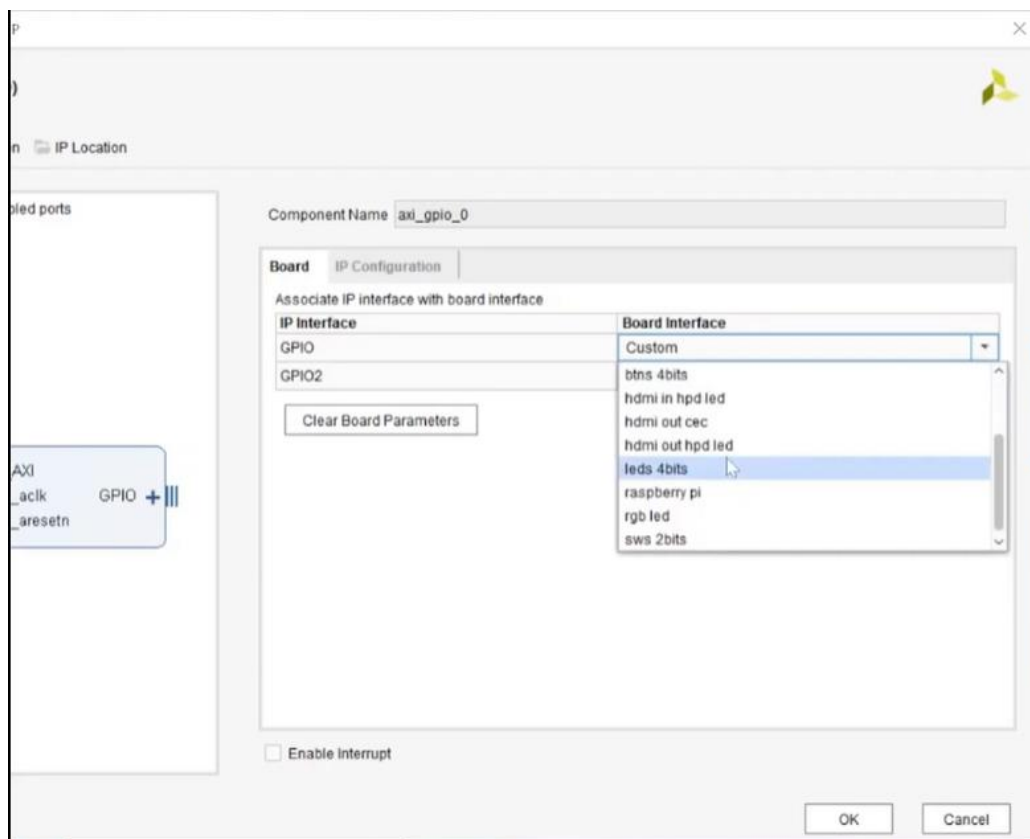 P
)
n IP Location
oled ports
AXI
_aclk GPIO
_aresetn
Component Name axi_gpio_0
Board IP Configuration
Associate IP interface with board interface
IP Interface Board Interface
GPIO Custom
GPIO2
btns 4bits
hdmi in hpd led
hdmi out cec
hdmi out hpd led
leds 4bits
raspberry pi
rgb led
sws 2bits
Clear Board Parameters
Enable Interrupt
OK Cancel